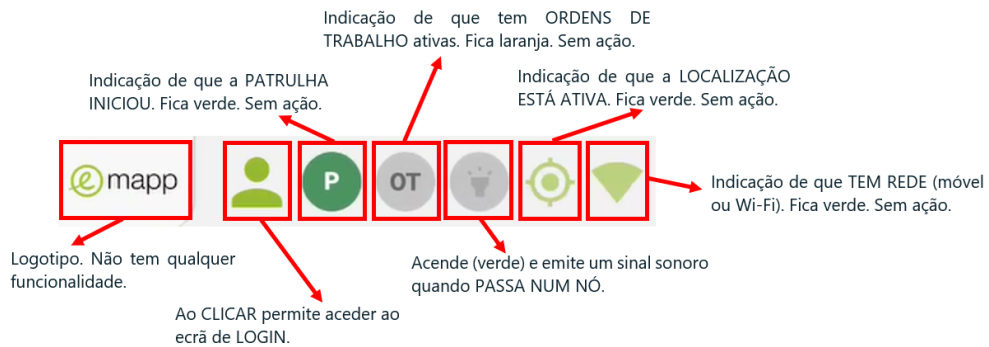 Indicação de que tem ORDENS DE
TRABALHO ativas. Fica laranja. Sem ação.
Indicação de que a PATRULHA
INICIOU. Fica verde. Sem ação.
Indicação de que a LOCALIZAÇÃO
ESTÁ ATIVA. Fica verde. Sem ação.
e mapp
P
OT
Indicação de que TEM REDE (móvel
ou Wi-Fi). Fica verde. Sem ação.
Logotipo. Não tem qualquer
funcionalidade.
Acende (verde) e emite um sinal sonoro
quando PASSA NUM NÓ.
Ao CLICAR permite aceder ao
ecrã de LOGIN.